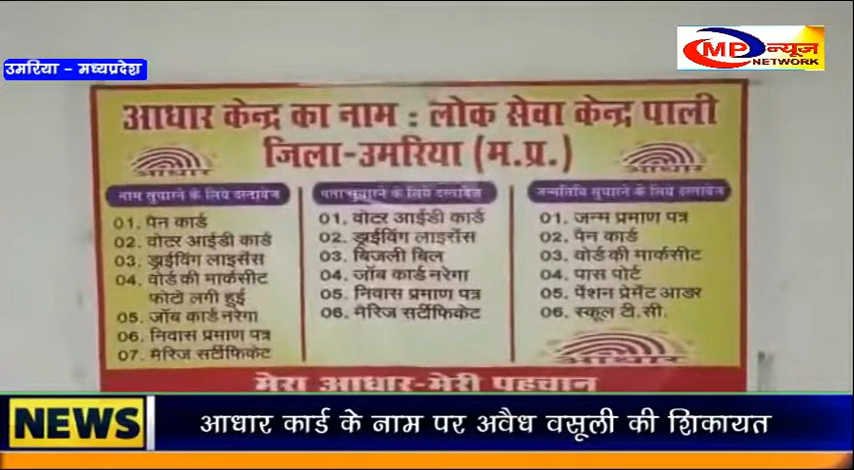 MP न्यूज
NETWORK
उमरिया - मध्यप्रदेश
आधार केन्द्र का नाम : लोक सेवा केन्द्र पाली
जिला-उमरिया (म.प्र.)
आधार
आधार
नाम सुधारने के लिये दस्तावेज
01. पेन कार्ड
02. वोटर आईडी कार्ड
03. ड्राईविंग लाइसेंस
04. वोर्ड की मार्कसीट
फोटो लगी हुई
05. जॉब कार्ड नरेगा
06. निवास प्रमाण पत्र
07. मैरिज सर्टीफिकेट
पता सुधारने के लिये दस्तावेज
01. वोटर आईडी कार्ड
02. ड्राईविंग लाइसेंस
03. बिजली बिल
04. जॉब कार्ड नरेगा
05. निवास प्रमाण पत्र
06. मैरिज सर्टीफिकेट
जन्मतिथि सुधारने के लिये दस्तावेज
01. जन्म प्रमाण पत्र
02. पैन कार्ड
03. वोर्ड की मार्कसीट
04. पास पोर्ट
05. पेंशन प्रेमेंट आडर
06. स्कूल टी.सी.
आधार
मेरा आधार-मेरी पहचान
NEWS
आधार कार्ड के नाम पर अवैध वसूली की शिकायत